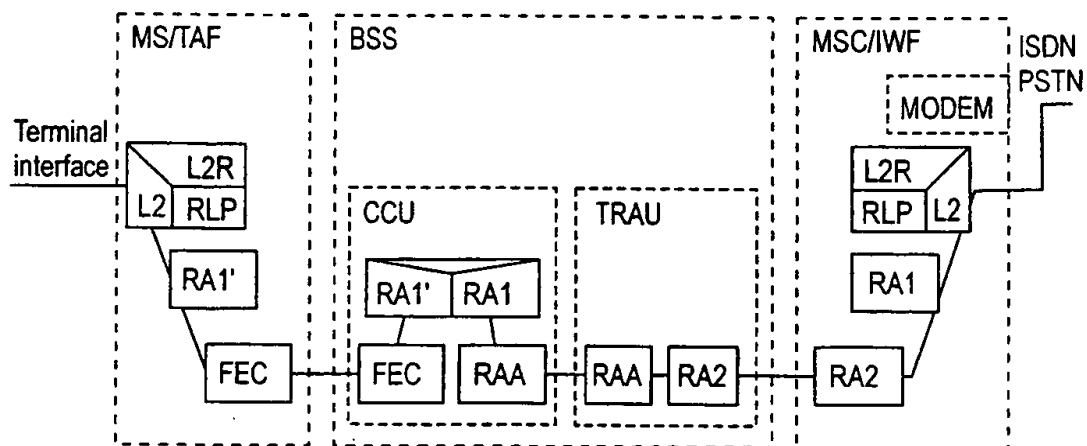 MS/TAF
BSS
MSC/IWF
ISDN
PSTN
MODEM
Terminal
interface
L2R
L2
RLP
L2R
RLP
L2
CCU
TRAU
RA1'
RA1'
RA1
RA1
FEC
FEC
RAA
RAA
RA2
RA2